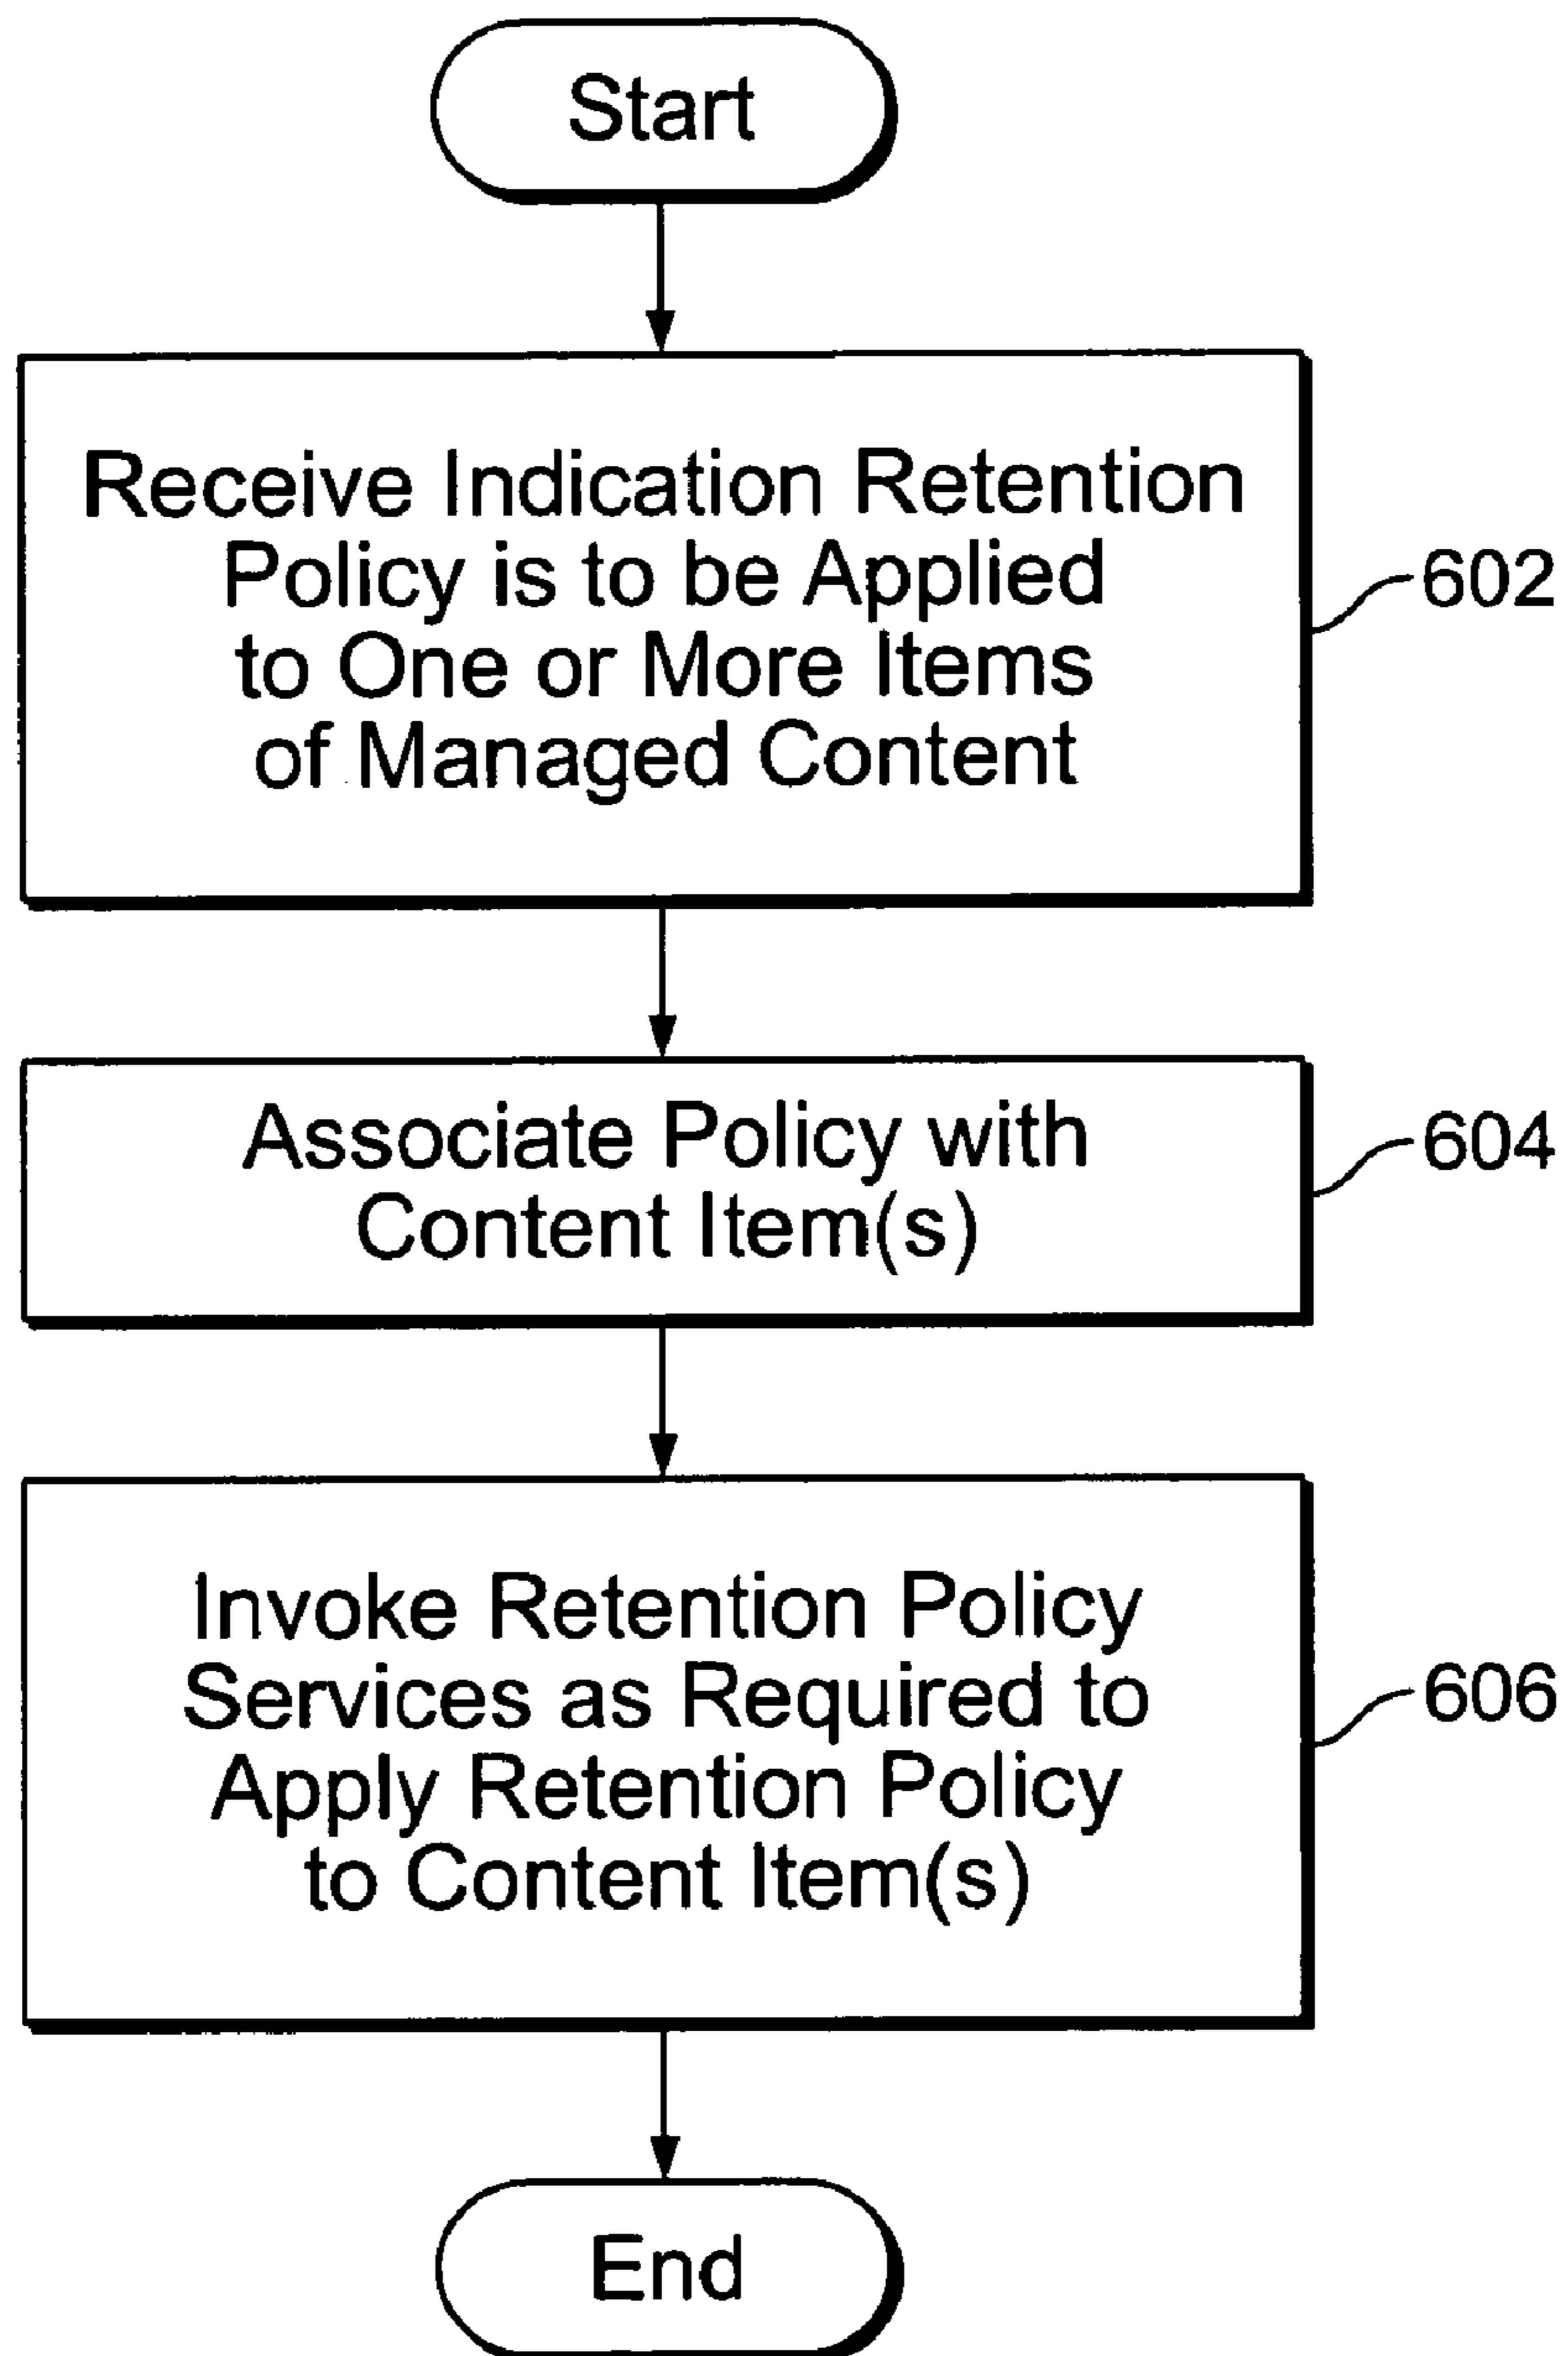 Start
Receive Indication Retention
Policy is to be Applied
to One or More Items
of Managed Content
602
Associate Policy with
Content Item(s)
604
Invoke Retention Policy
Services as Required to
Apply Retention Policy
to Content Item(s)
606
End